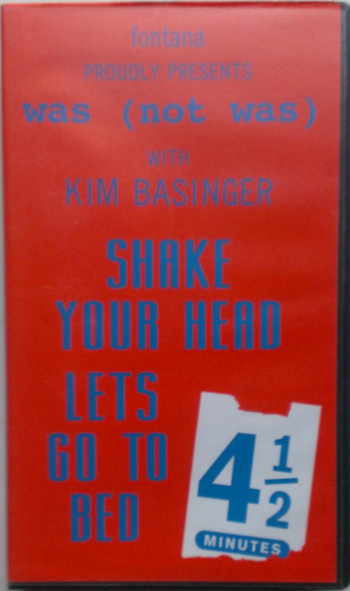 fontana
PROUDLY PRESENTS
was (not was)
WITH
KIM BASINGER
SHAKE
YOUR HEAD
LETS
GO TO
BED
4 1/2
MINUTES